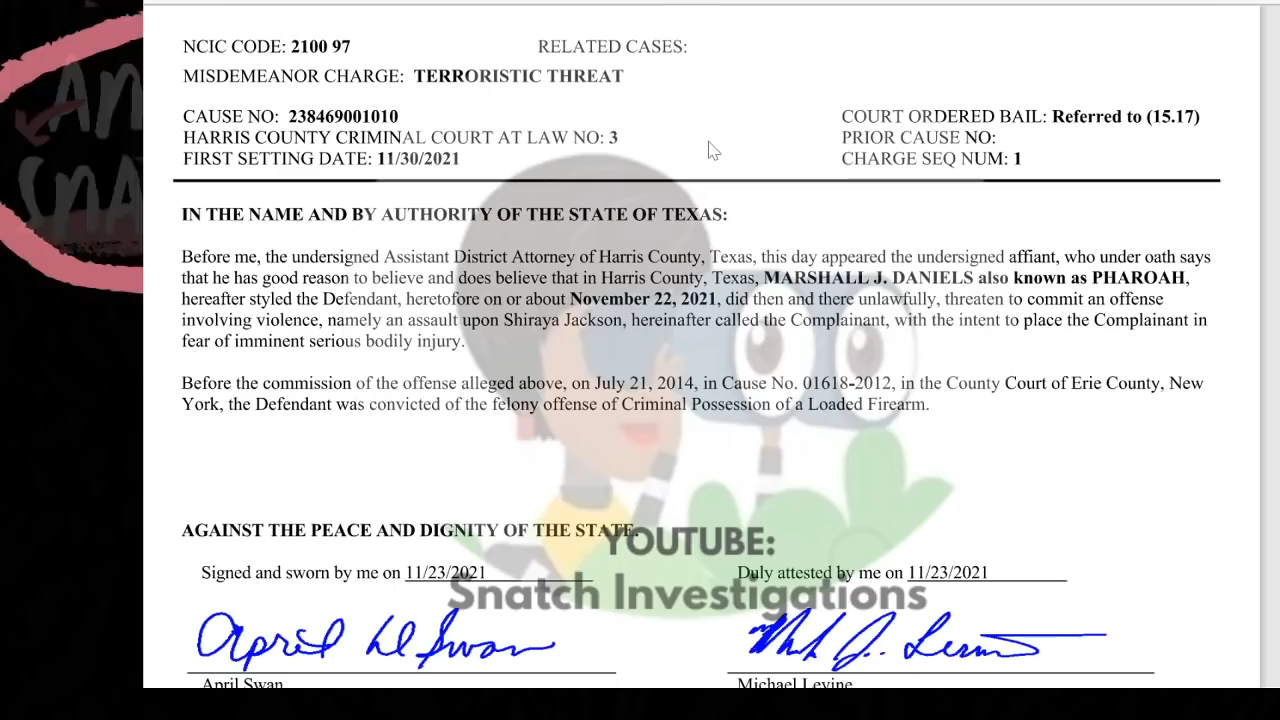 AN
SNA
NCIC CODE: 2100 97 RELATED CASES:
MISDEMEANOR CHARGE: TERRORISTIC THREAT
CAUSE NO: 238469001010 COURT ORDERED BAIL: Referred to (15.17)
HARRIS COUNTY CRIMINAL COURT AT LAW NO: 3 PRIOR CAUSE NO:
FIRST SETTING DATE: 11/30/2021 CHARGE SEQ NUM: 1
IN THE NAME AND BY AUTHORITY OF THE STATE OF TEXAS:
Before me, the undersigned Assistant District Attorney of Harris County, Texas, this day appeared the undersigned affiant, who under oath says
that he has good reason to believe and does believe that in Harris County, Texas, MARSHALL J. DANIELS also known as PHAROAH,
hereafter styled the Defendant, heretofore on or about November 22, 2021, did then and there unlawfully, threaten to commit an offense
involving violence, namely an assault upon Shiraya Jackson, hereinafter called the Complainant, with the intent to place the Complainant in
fear of imminent serious bodily injury.
Before the commission of the offense alleged above, on July 21, 2014, in Cause No. 01618-2012, in the County Court of Erie County, New
York, the Defendant was convicted of the felony offense of Criminal Possession of a Loaded Firearm.
AGAINST THE PEACE AND DIGNITY OF THE STATE.
YOUTUBE:
Signed and sworn by me on 11/23/2021 Duly attested by me on 11/23/2021
Snatch Investigations
April Swan Michael Levine